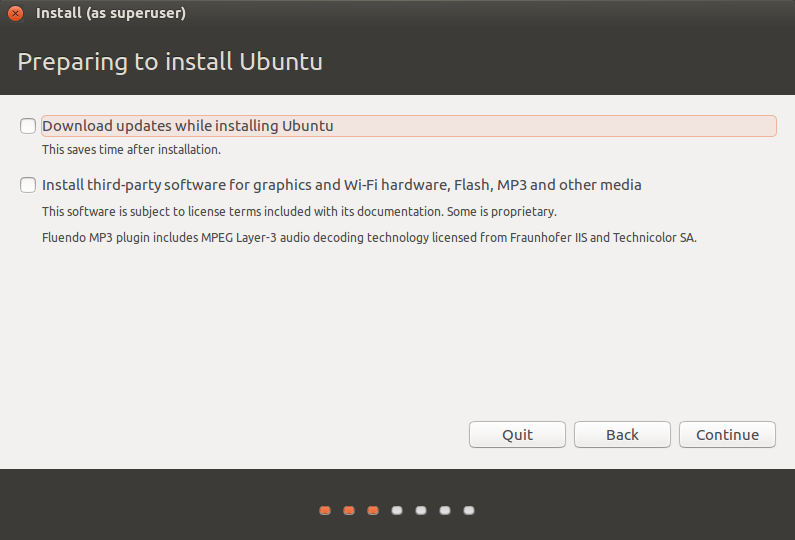 Install (as superuser)
Preparing to install Ubuntu
Download updates while installing Ubuntu
This saves time after installation.
Install third-party software for graphics and Wi-Fi hardware, Flash, MP3 and other media
This software is subject to license terms included with its documentation. Some is proprietary.
Fluendo MP3 plugin includes MPEG Layer-3 audio decoding technology licensed from Fraunhofer IIS and Technicolor SA.
Quit
Back
Continue